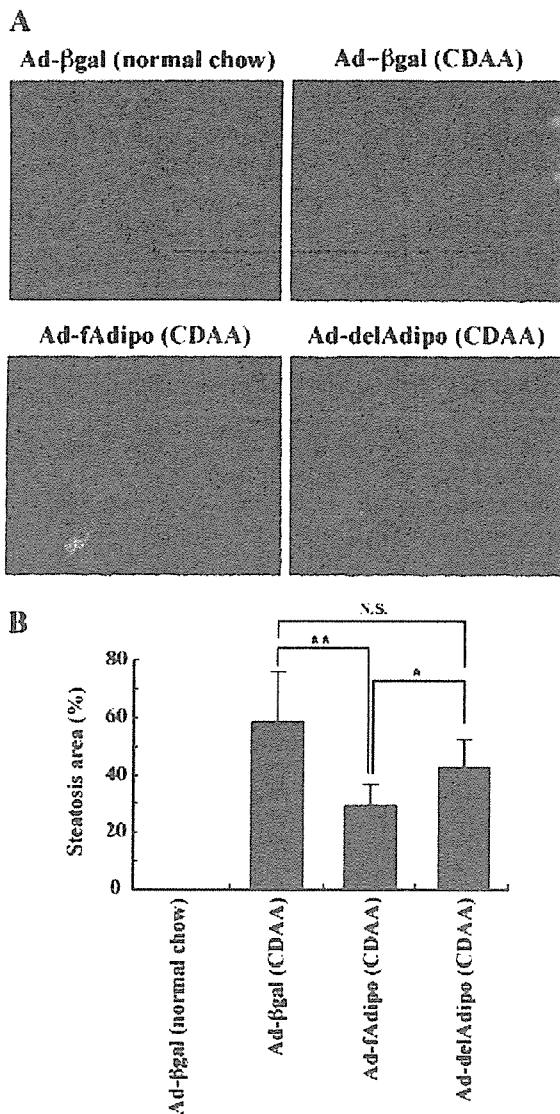 A
Ad-βgal (normal chow)
Ad-βgal (CDAA)
Ad-fAdipo (CDAA)
Ad-delAdipo (CDAA)
B
N.S.
**
*
Steatosis area (%)
80
60
40
20
0
Ad-βgal (normal chow)
Ad-βgal (CDAA)
Ad-fAdipo (CDAA)
Ad-delAdipo (CDAA)